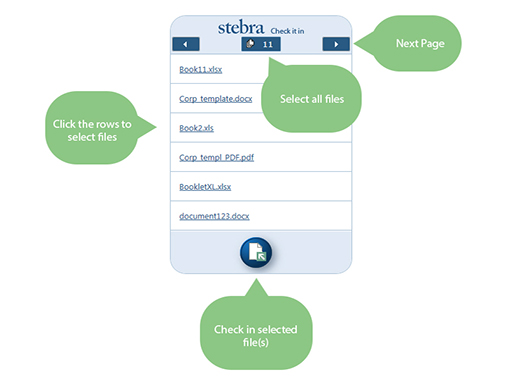 stebra Check it in
11
Next Page
Book11.xlsx
Select all files
Corp_template.docx
Click the rows to
select files
Book2.xls
Corp_templ_PDF.pdf
BookletXL.xlsx
document123.docx
Check in selected
file(s)